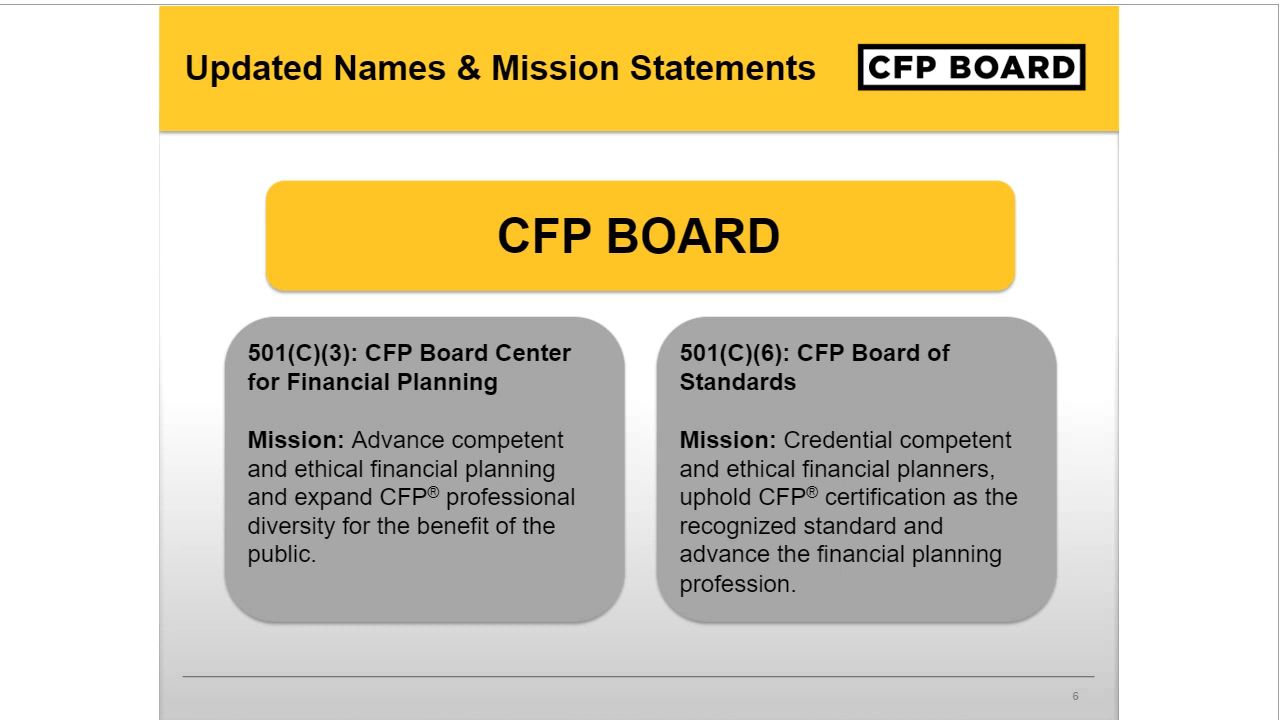 Updated Names & Mission Statements
CFP BOARD
CFP BOARD
501(C)(3): CFP Board Center
for Financial Planning
Mission: Advance competent
and ethical financial planning
and expand CFP® professional
diversity for the benefit of the
public.
501(C)(6): CFP Board of
Standards
Mission: Credential competent
and ethical financial planners,
uphold CFP® certification as the
recognized standard and
advance the financial planning
profession.
6